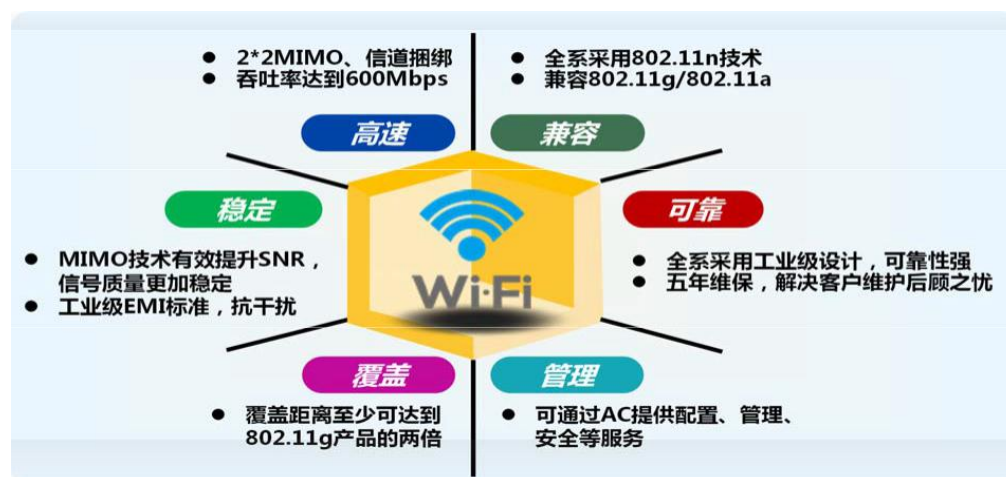 ● 2*2MIMO、信道捆绑
● 吞吐率达到600Mbps
高速
● 全系采用802.11n技术
● 兼容802.11g/802.11a
兼容
稳定
● MIMO技术有效提升SNR，
信号质量更加稳定
● 工业级EMI标准，抗干扰
Wi·Fi
可靠
● 全系采用工业级设计，可靠性强
● 五年维保，解决客户维护后顾之忧
覆盖
● 覆盖距离至少可达到
802.11g产品的两倍
管理
● 可通过AC提供配置、管理、
安全等服务